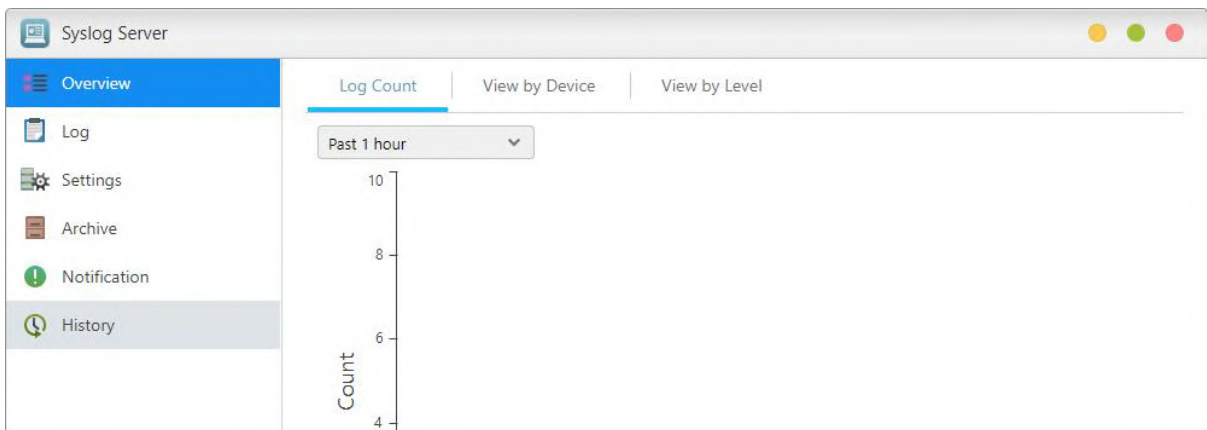 Syslog Server
Overview
Log
Settings
Archive
Notification
History
Log Count
View by Device
View by Level
Past 1 hour
10
8
6
4
Count